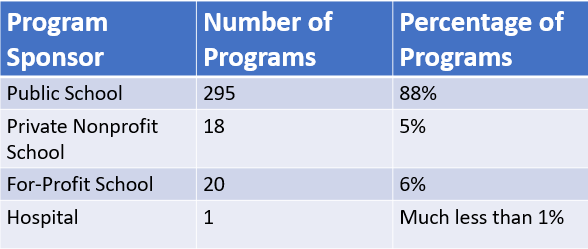 Program Number of Percentage of
Sponsor Programs Programs
Public School 295 88%
Private Nonprofit 18 5%
School
For-Profit School 20 6%
Hospital 1 Much less than 1%